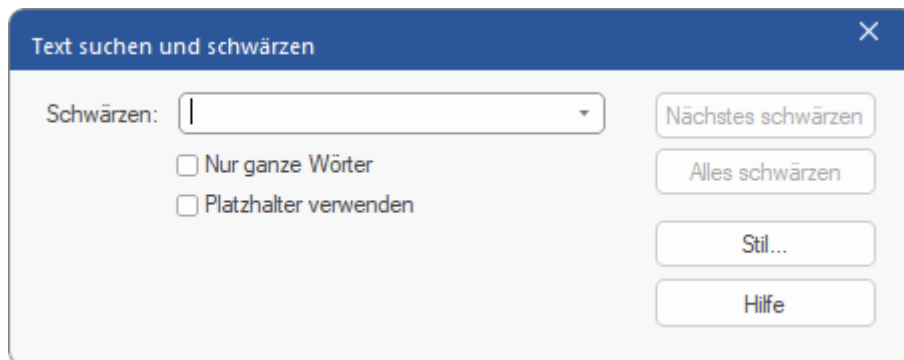 Text suchen und schwärzen
Schwärzen:
Nächstes schwärzen
Nur ganze Wörter
Alles schwärzen
Platzhalter verwenden
Stil...
Hilfe